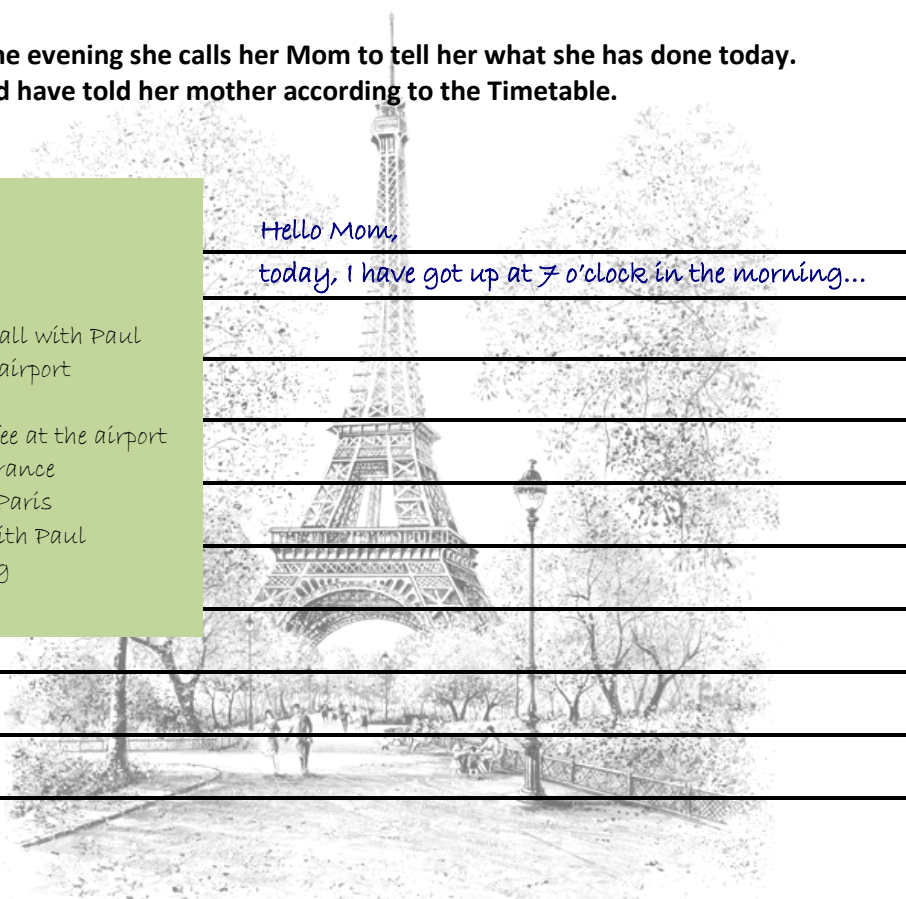 he evening she calls her Mom to tell her what she has done today.
d have told her mother according to the Timetable.
Hello Mom,
today, I have got up at 7 o'clock in the morning...
all with Paul
airport
ee at the airport
rance
Paris
ith Paul
g